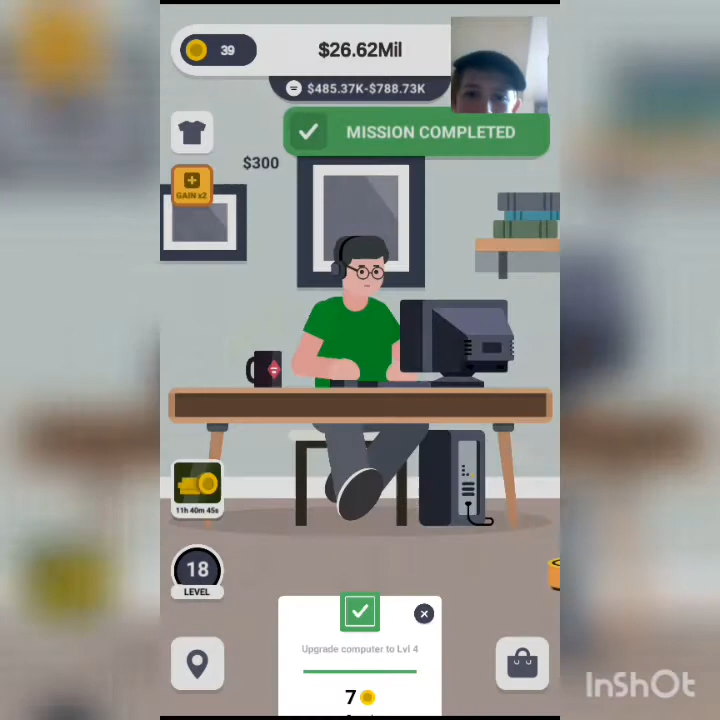 39
$26.62Mil
$485.37K-$788.73K
MISSION COMPLETED
$300
GAIN x2
11h 40m 45s
18
LEVEL
Upgrade computer to Lvl 4
7
InShOt